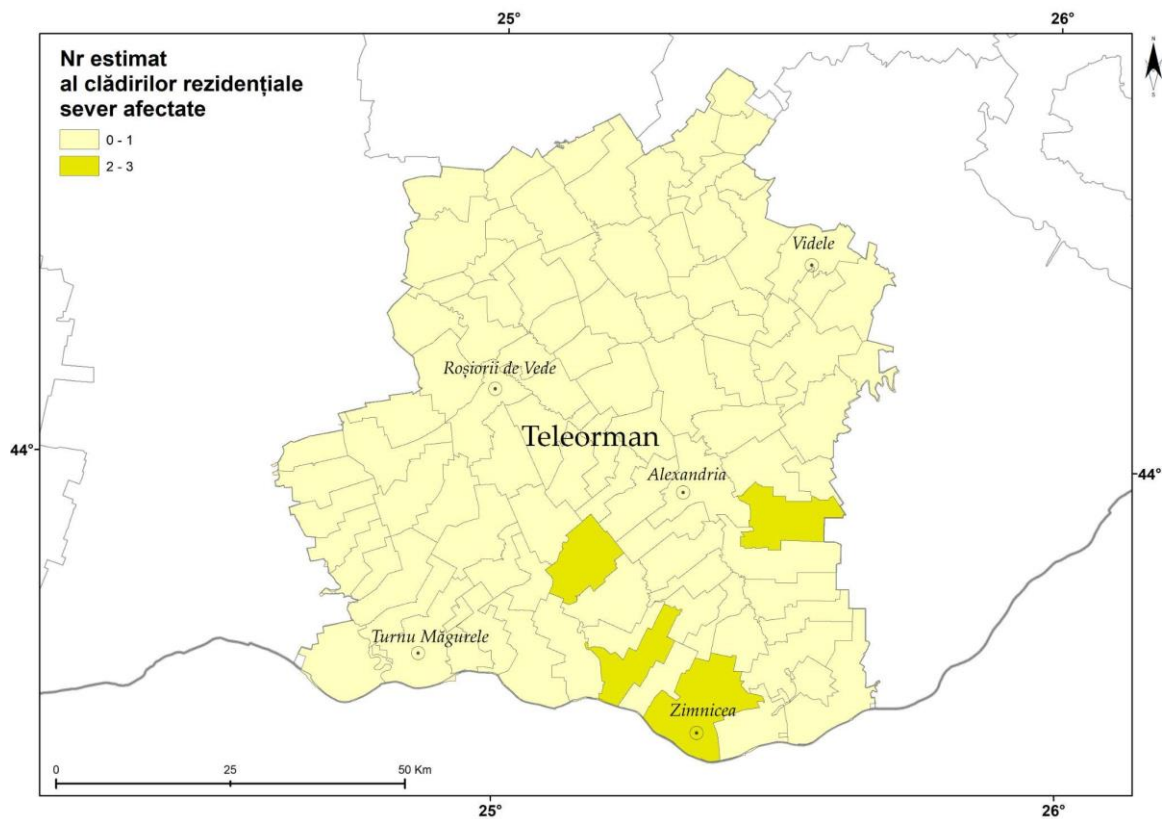 25°
26°
N
S
Nr estimat
al clădirilor rezidențiale
sever afectate
0 - 1
2 - 3
Videle
Roșiorii de Vede
Teleorman
44°
Alexandria
44°
Turnu Măgurele
Zimnicea
0
25
50 Km
25°
26°